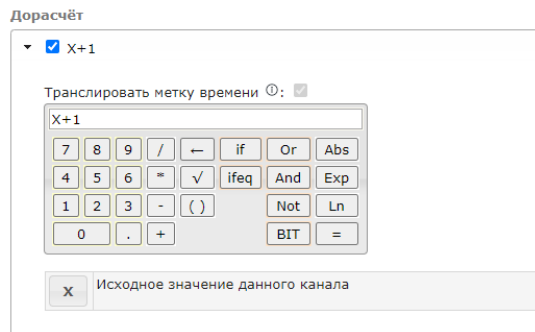 Дорасчёт
X+1
Транслировать метку времени ⓘ:
X+1
7 8 9 / ← if Or Abs
4 5 6 * √ ifeq And Exp
1 2 3 - ( ) Not Ln
0 . + BIT =
X Исходное значение данного канала